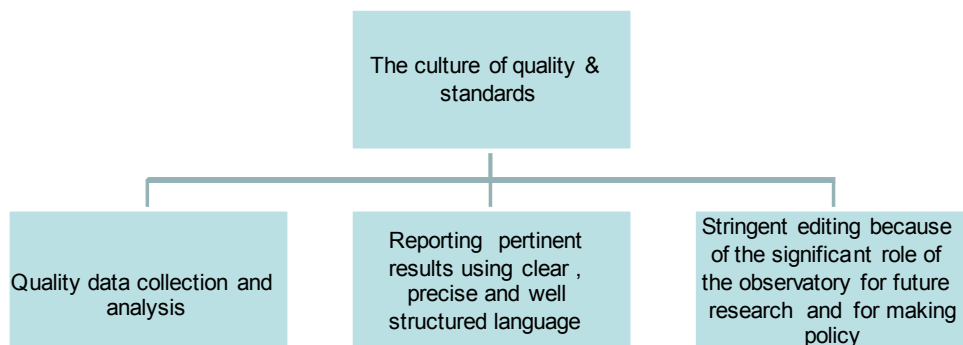 The culture of quality &
standards
Quality data collection and
analysis
Reporting pertinent
results using clear ,
precise and well
structured language
Stringent editing because
of the significant role of
the observatory for future
research and for making
policy